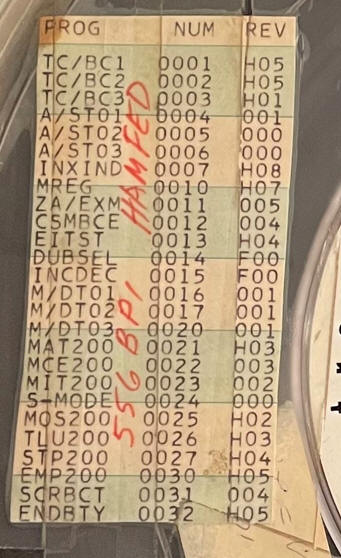 PROG NUM REV
TC/BC1 0001 H05
TC/BC2 0002 H05
TC/BC3 0003 H01
A/ST01 0004 001
A/ST02 0005 000
A/ST03 0006 000
INXIND 0007 H08
MREG 0010 H07
ZA/EXM 0011 005
CSMBCE 0012 004
EITST 0013 H04
DUBSEL 0014 F00
INCDEC 0015 F00
M/DT01 0016 001
M/DT02 0017 001
M/DT03 0020 001
MAT200 0021 H03
MCE200 0022 003
MIT200 0023 002
S-MODE 0024 000
MOS200 0025 H02
TLU200 0026 H03
STP200 0027 H04
EMP200 0030 H05
SCRBCT 0031 004
ENDBTY 0032 H05
556 BPI HAMFED